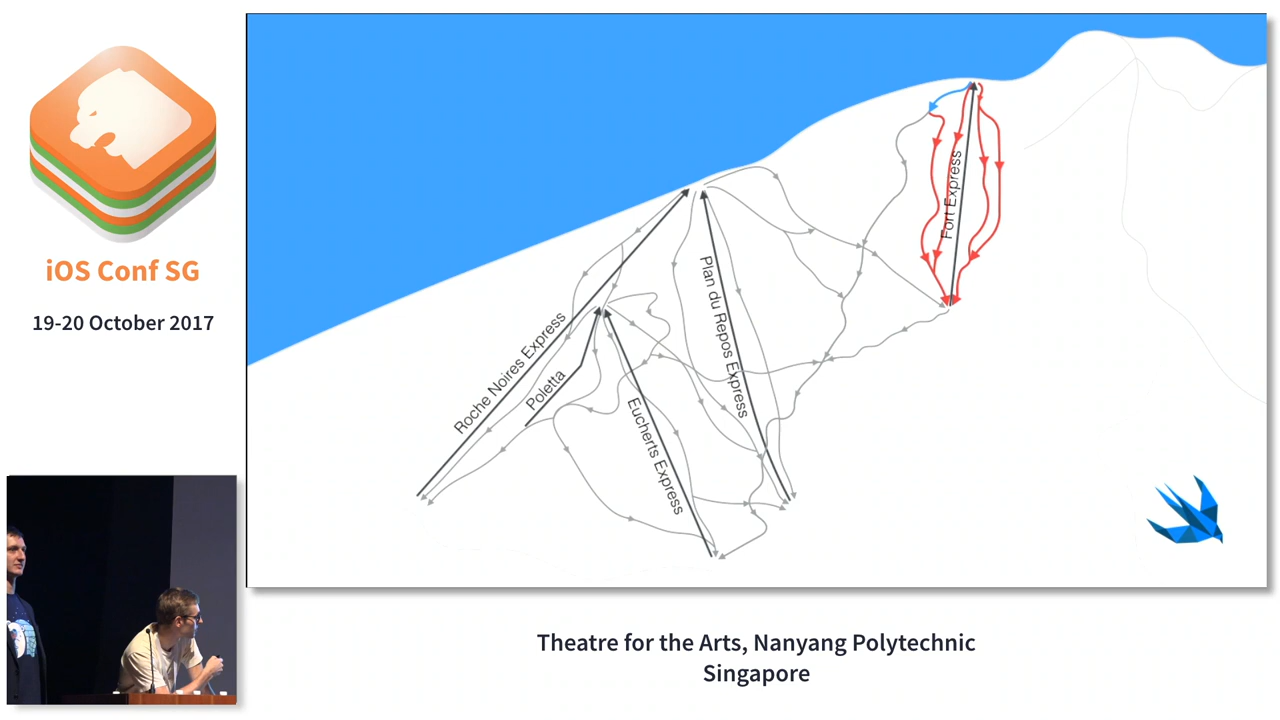 iOS Conf SG
19-20 October 2017
Roche Noires Express
Poletta
Eucherts Express
Plan du Repos Express
Fort Express
Theatre for the Arts, Nanyang Polytechnic
Singapore